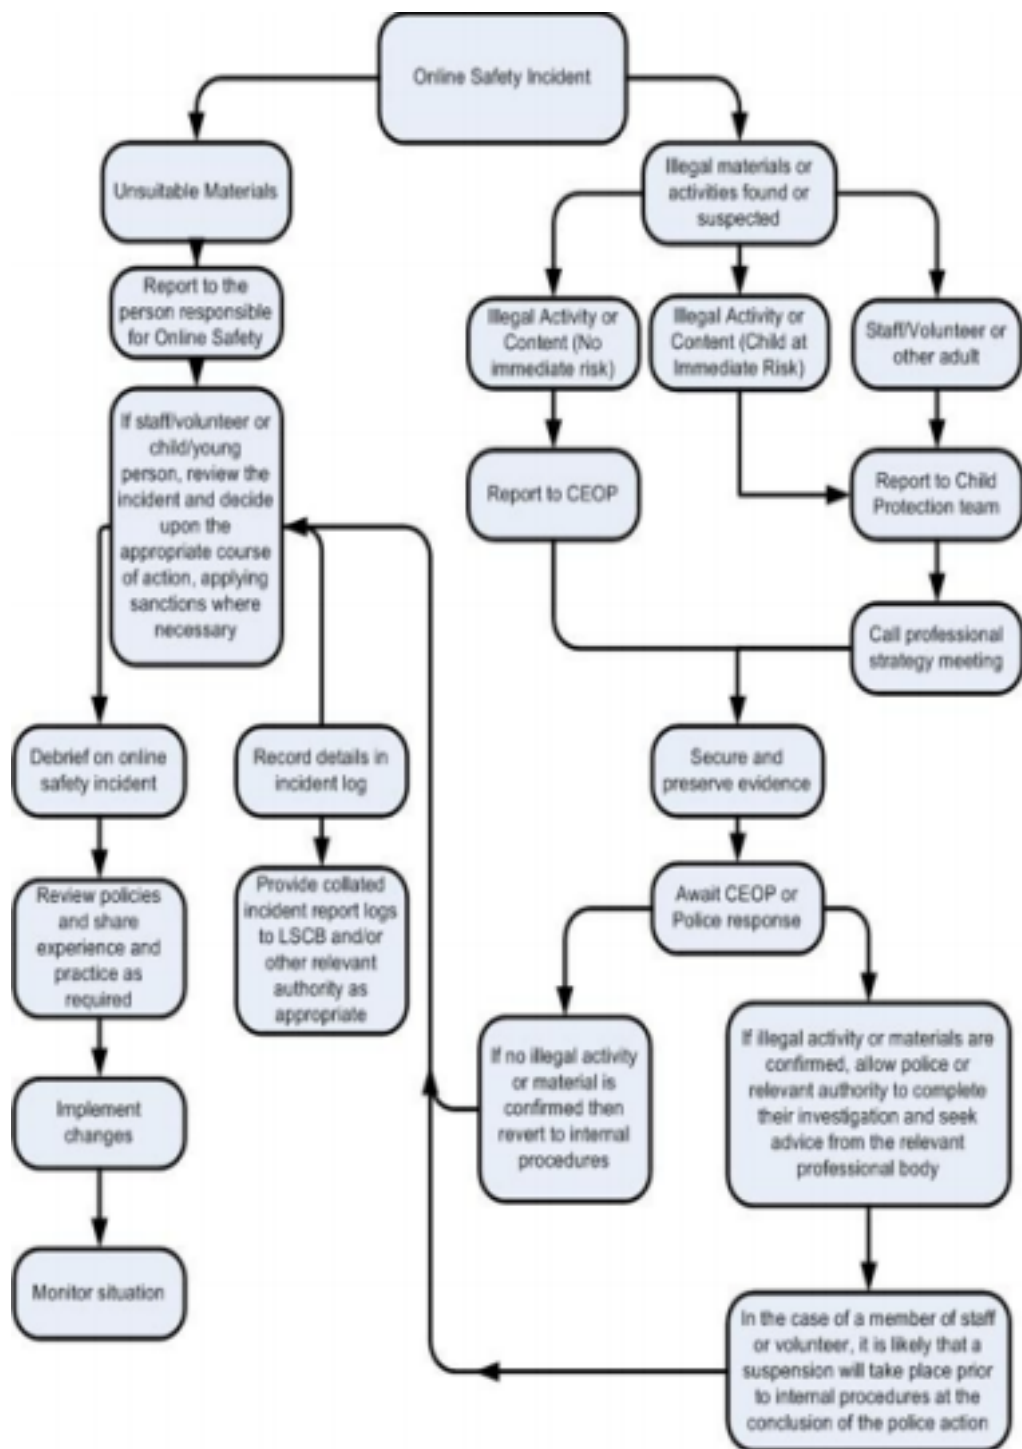 Online Safety Incident
Unsuitable Materials
Illegal materials or
activities found or
suspected
Report to the
person responsible
for Online Safety
Illegal Activity or
Content (No
immediate risk)
Illegal Activity or
Content (Child at
Immediate Risk)
Staff/Volunteer or
other adult
If staff/volunteer or
child/young
person, review the
incident and decide
upon the
appropriate course
of action, applying
sanctions where
necessary
Report to CEOP
Report to Child
Protection team
Call professional
strategy meeting
Debrief on online
safety incident
Record details in
incident log
Secure and
preserve evidence
Review policies
and share
experience and
practice as
required
Provide collated
incident report logs
to LSCB and/or
other relevant
authority as
appropriate
Await CEOP or
Police response
If no illegal activity
or material is
confirmed then
revert to internal
procedures
If illegal activity or materials are
confirmed, allow police or
relevant authority to complete
their investigation and seek
advice from the relevant
professional body
Implement
changes
Monitor situation
In the case of a member of staff
or volunteer, it is likely that a
suspension will take place prior
to internal procedures at the
conclusion of the police action